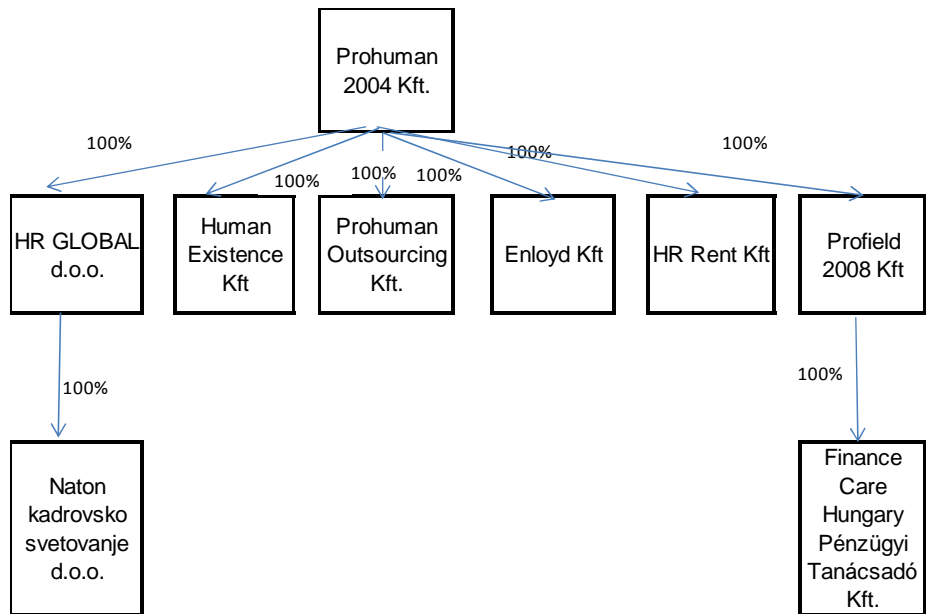 Prohuman
2004 Kft.
100%
100%
100%
100%
100%
100%
HR GLOBAL
d.o.o.
Human
Existence
Kft
Prohuman
Outsourcing
Kft.
Enloyd Kft
HR Rent Kft
Profield
2008 Kft
100%
100%
Naton
kadrovsko
svetovanje
d.o.o.
Finance
Care
Hungary
Pénzügyi
Tanácsadó
Kft.